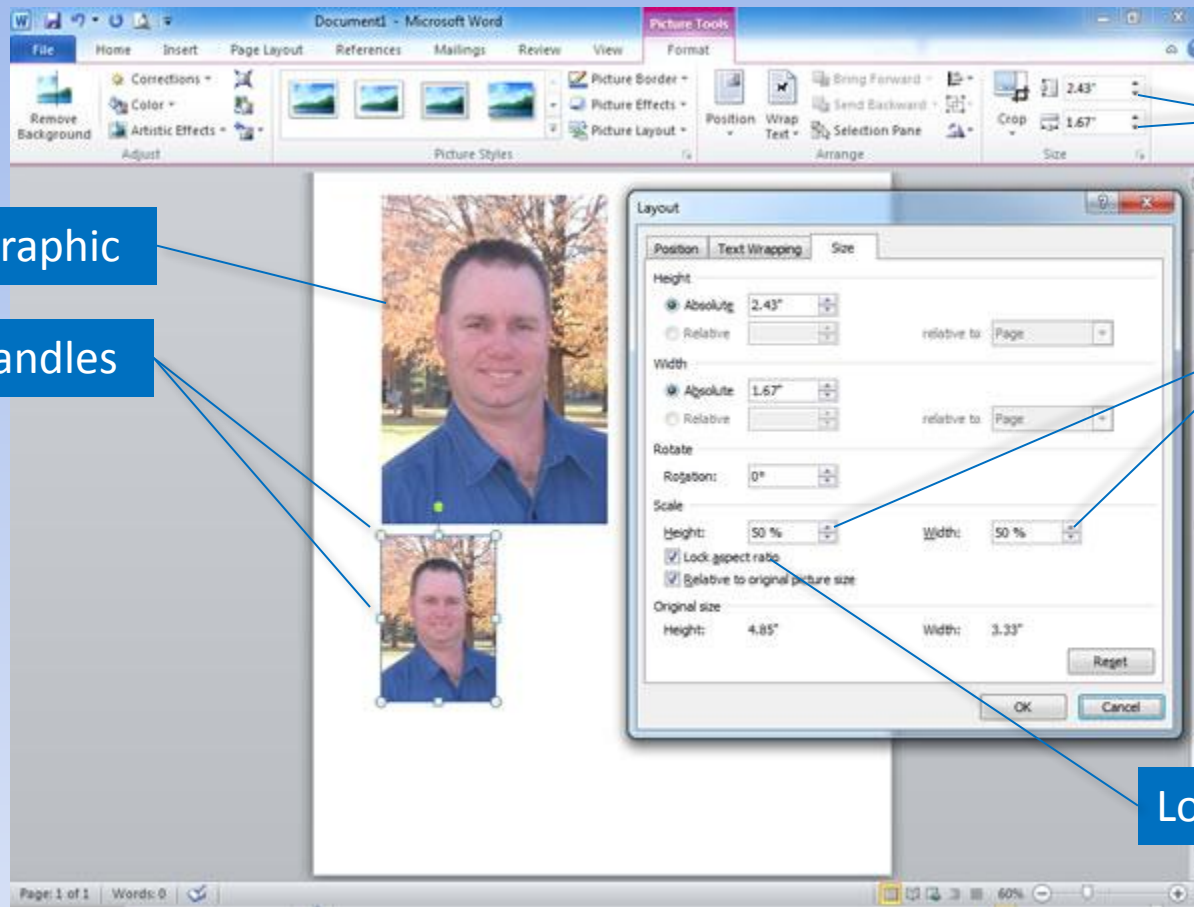 W Document1 - Microsoft Word Picture Tools
File Home Insert Page Layout References Mailings Review View Format
Remove Background
Corrections
Color
Artistic Effects
Adjust
Picture Styles
Picture Border
Picture Effects
Picture Layout
Position
Wrap Text
Bring Forward
Send Backward
Selection Pane
Arrange
Crop
2.43"
1.67"
Size
raphic
andles
Layout
Position Text Wrapping Size
Height
Absolute 2.43"
Relative relative to Page
Width
Absolute 1.67"
Relative relative to Page
Rotate
Rotation: 0°
Scale
Height: 50 % Width: 50 %
Lock aspect ratio
Relative to original picture size
Original size
Height: 4.85" Width: 3.33"
Reset
OK Cancel
Lo
Page: 1 of 1 Words: 0 60%